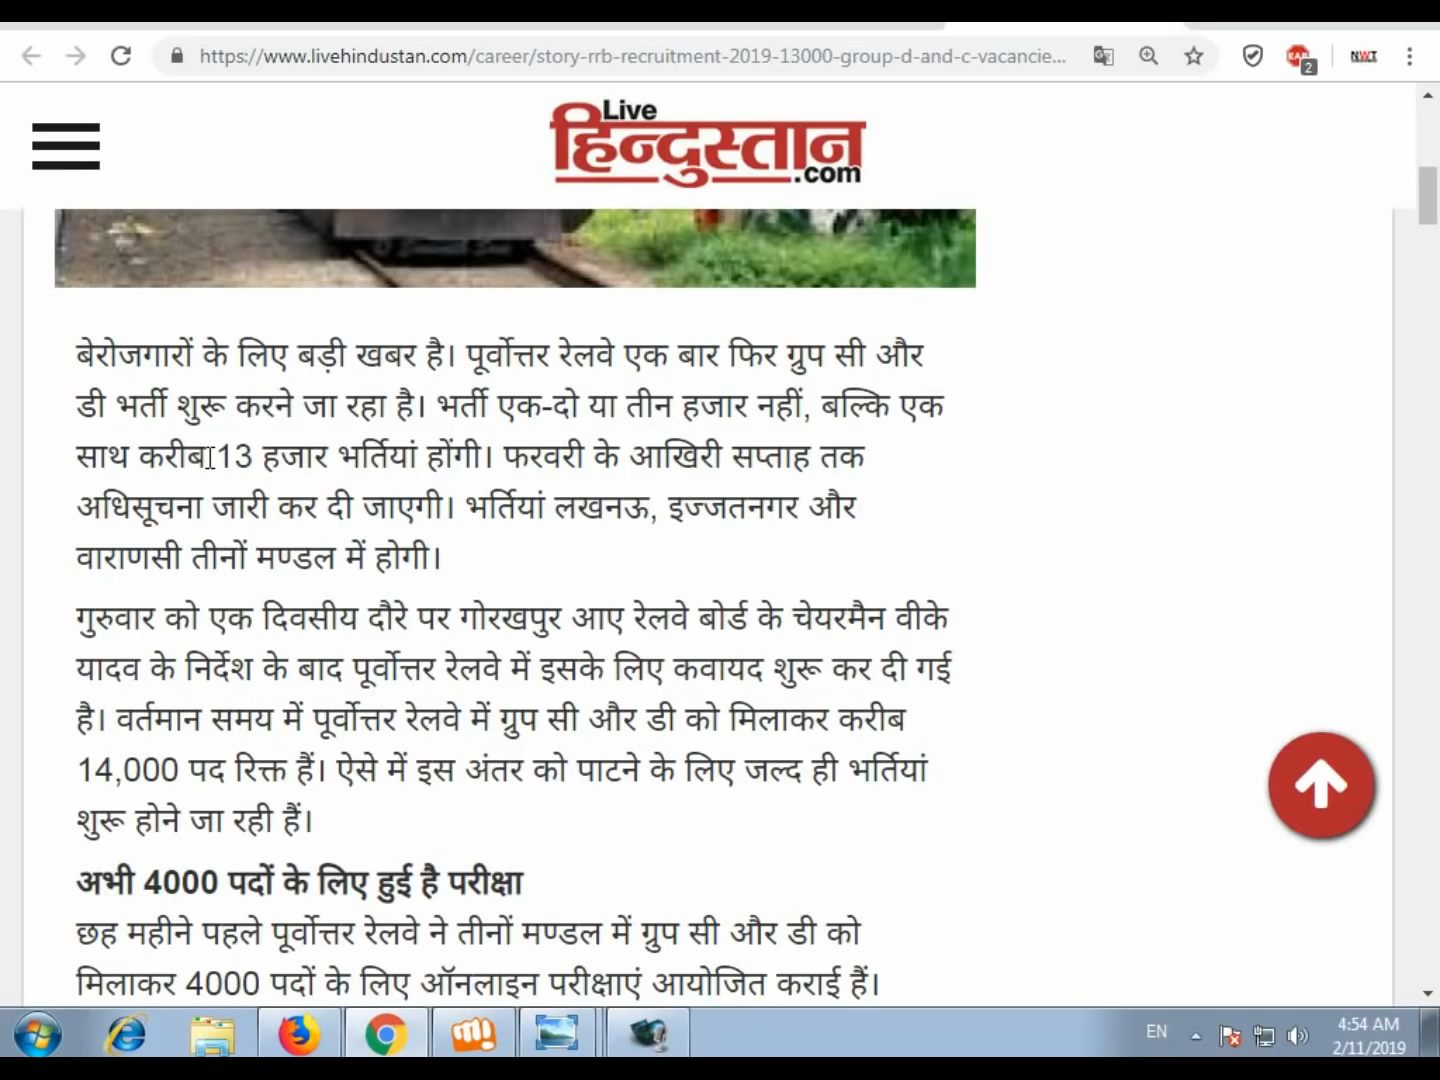 https://www.livehindustan.com/career/story-rrb-recruitment-2019-13000-group-d-and-c-vacancie...
2
NWT
Live
हिन्दुस्तान
.com
बेरोजगारों के लिए बड़ी खबर है। पूर्वोत्तर रेलवे एक बार फिर ग्रुप सी और
डी भर्ती शुरू करने जा रहा है। भर्ती एक-दो या तीन हजार नहीं, बल्कि एक
साथ करीब 13 हजार भर्तियां होंगी। फरवरी के आखिरी सप्ताह तक
अधिसूचना जारी कर दी जाएगी। भर्तियां लखनऊ, इज्जतनगर और
वाराणसी तीनों मण्डल में होगी।
गुरुवार को एक दिवसीय दौरे पर गोरखपुर आए रेलवे बोर्ड के चेयरमैन वीके
यादव के निर्देश के बाद पूर्वोत्तर रेलवे में इसके लिए कवायद शुरू कर दी गई
है। वर्तमान समय में पूर्वोत्तर रेलवे में ग्रुप सी और डी को मिलाकर करीब
14,000 पद रिक्त हैं। ऐसे में इस अंतर को पाटने के लिए जल्द ही भर्तियां
शुरू होने जा रही हैं।
अभी 4000 पदों के लिए हुई है परीक्षा
छह महीने पहले पूर्वोत्तर रेलवे ने तीनों मण्डल में ग्रुप सी और डी को
मिलाकर 4000 पदों के लिए ऑनलाइन परीक्षाएं आयोजित कराई हैं।
EN
4:54 AM
2/11/2019